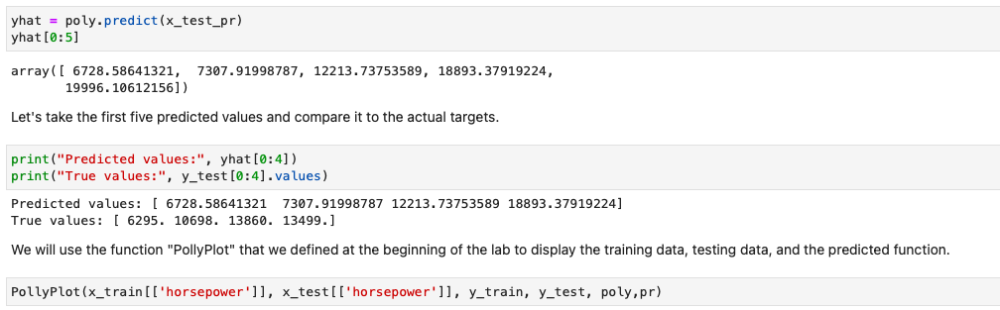 yhat = poly.predict(x_test_pr)
yhat[0:5]
array([ 6728.58641321,  7307.91998787, 12213.73753589, 18893.37919224,
       19996.10612156])
Let's take the first five predicted values and compare it to the actual targets.
print("Predicted values:", yhat[0:4])
print("True values:", y_test[0:4].values)
Predicted values: [ 6728.58641321  7307.91998787 12213.73753589 18893.37919224]
True values: [ 6295. 10698. 13860. 13499.]
We will use the function "PollyPlot" that we defined at the beginning of the lab to display the training data, testing data, and the predicted function.
PollyPlot(x_train[['horsepower']], x_test[['horsepower']], y_train, y_test, poly,pr)